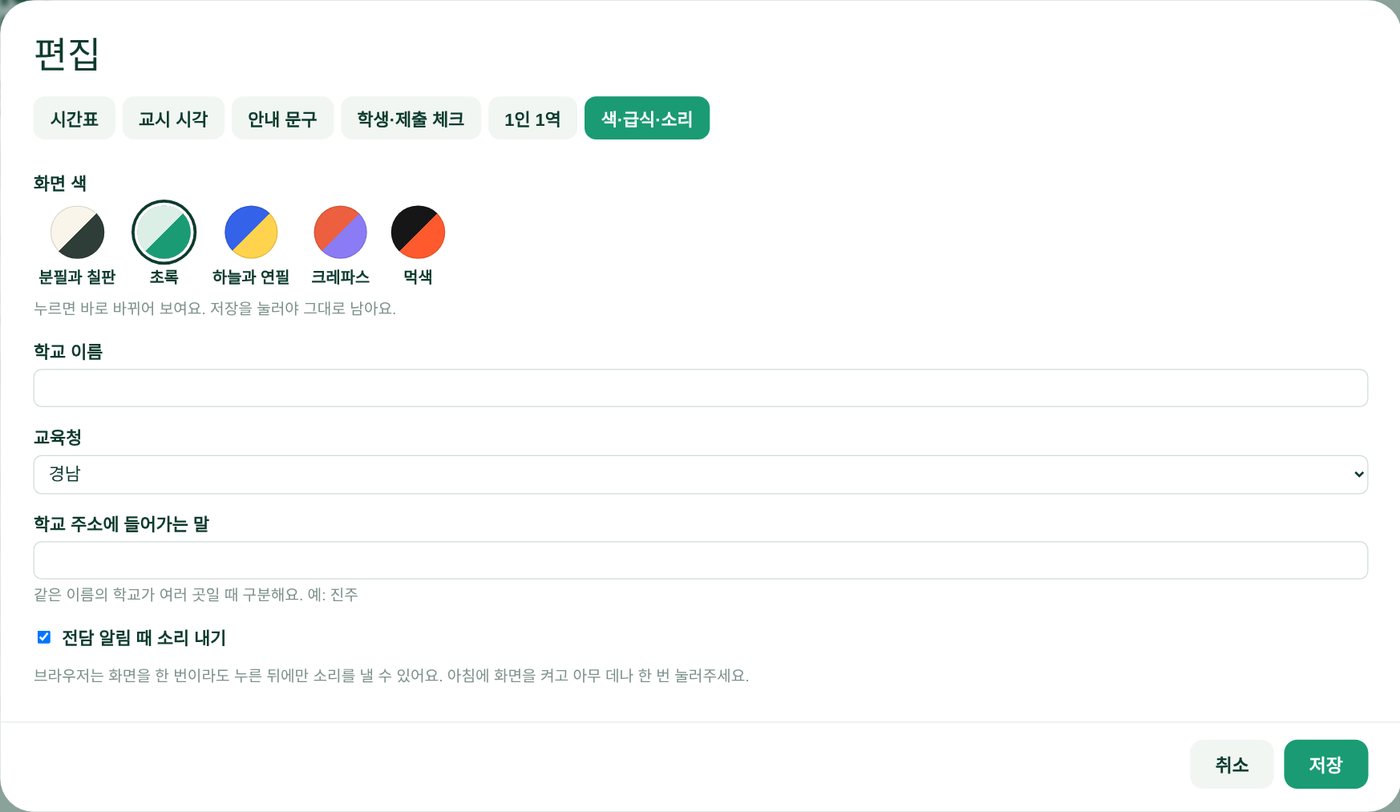 편집
시간표 교시 시각 안내 문구 학생·제출 체크 1인 1역 색·급식·소리
화면 색
분필과 칠판 초록 하늘과 연필 크레파스 먹색
누르면 바로 바뀌어 보여요. 저장을 눌러야 그대로 남아요.
학교 이름
교육청
경남
학교 주소에 들어가는 말
같은 이름의 학교가 여러 곳일 때 구분해요. 예: 진주
전담 알림 때 소리 내기
브라우저는 화면을 한 번이라도 누른 뒤에만 소리를 낼 수 있어요. 아침에 화면을 켜고 아무 데나 한 번 눌러주세요.
취소 저장